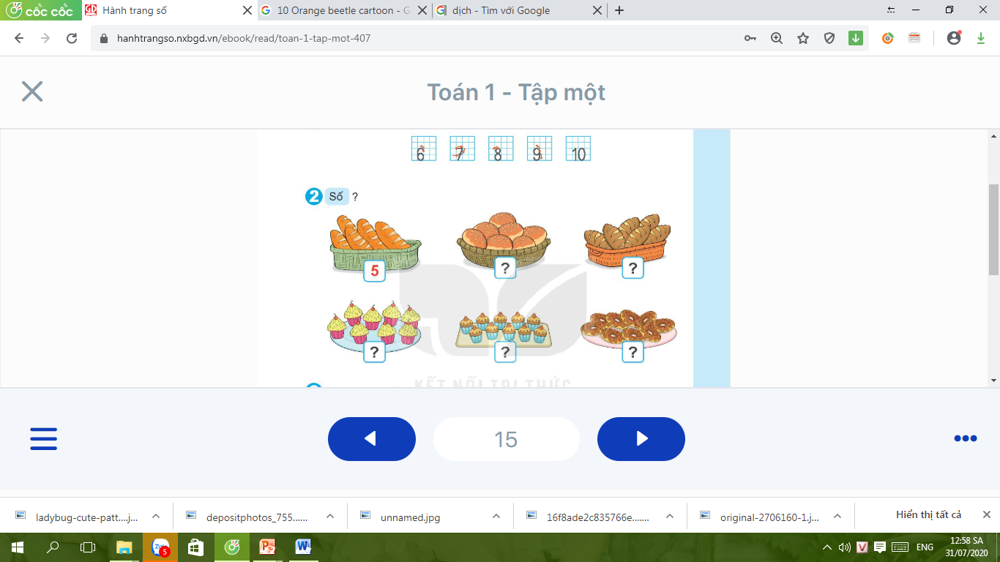 cốc cốc
Hành trang số
10 Orange beetle cartoon - G
dịch - Tìm với Google
hanhtrangso.nxbgd.vn/ebook/read/toan-1-tap-mot-407
Toán 1 - Tập một
6 7 8 9 10
2 Số ?
5 ? ?
? ? ?
KẾT NỐI TRI THỨC
15
ladybug-cute-patt....j...
depositphotos_755......
unnamed.jpg
16f8ade2c835766e.......
original-2706160-1.j...
Hiển thị tất cả
Zalo
5
ENG
12:58 SA
31/07/2020